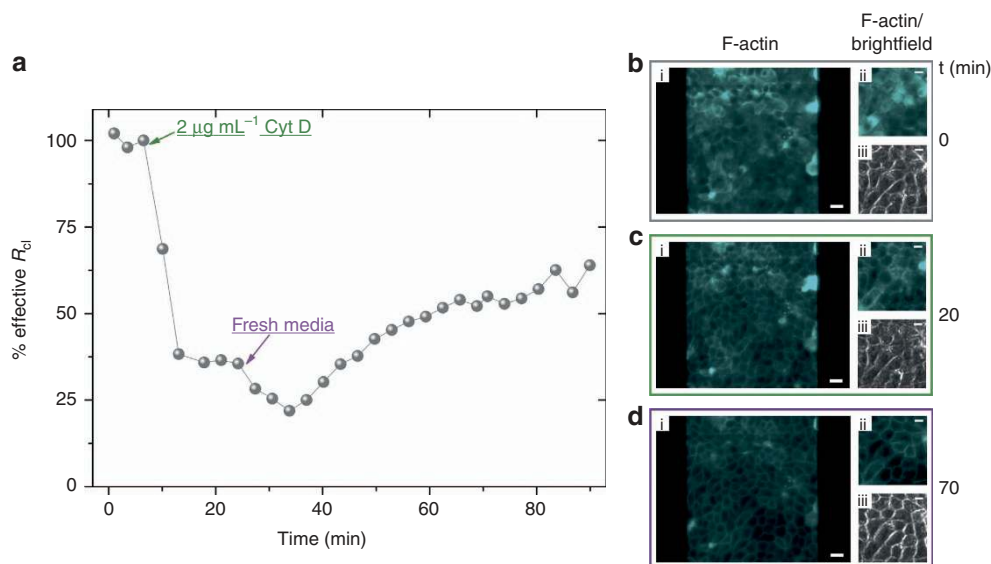 a
% effective Rcl
100
75
50
25
0
0
20
40
60
80
Time (min)
2 μg mL−1 Cyt D
Fresh media
F-actin
F-actin/
brightfield
t (min)
b
i
ii
iii
0
c
i
ii
iii
20
d
i
ii
iii
70